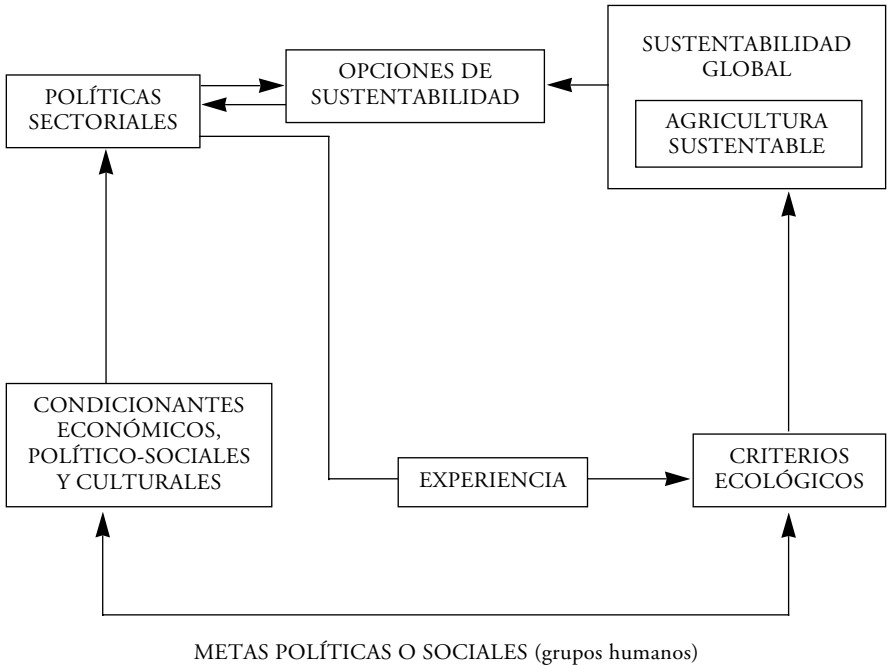 SUSTENTABILIDAD
GLOBAL
AGRICULTURA
SUSTENTABLE
OPCIONES DE
SUSTENTABILIDAD
POLÍTICAS
SECTORIALES
CONDICIONANTES
ECONÓMICOS,
POLÍTICO-SOCIALES
Y CULTURALES
EXPERIENCIA
CRITERIOS
ECOLÓGICOS
METAS POLÍTICAS O SOCIALES (grupos humanos)